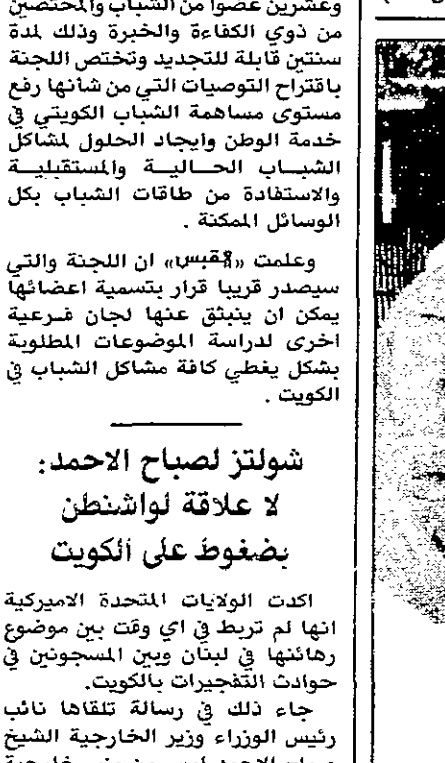 وعشرين عضوا من الشباب والمختصين
من ذوي الكفاءة والخبرة وذلك لمدة
سنتين قابلة للتجديد وتختص اللجنة
باقتراح التوصيات التي من شأنها رفع
مستوى مساهمة الشباب الكويتي في
خدمة الوطن وايجاد الحلول لمشاكل
الشباب الحالية والمستقبلية
والاستفادة من طاقات الشباب بكل
الوسائل الممكنة .
وعلمت «القبس» ان اللجنة والتي
سيصدر قريبا قرار بتسمية اعضائها
يمكن ان ينبثق عنها لجان فرعية
اخرى لدراسة الموضوعات المطلوبة
بشكل يغطي كافة مشاكل الشباب في
الكويت .
شولتز لصباح الاحمد:
لا علاقة لواشنطن
بضغوط على الكويت
اكدت الولايات المتحدة الاميركية
انها لم تربط في اي وقت بين موضوع
رهائنها في لبنان وبين المسجونين في
حوادث التفجيرات بالكويت.
جاء ذلك في رسالة تلقاها نائب
رئيس الوزراء وزير الخارجية الشيخ